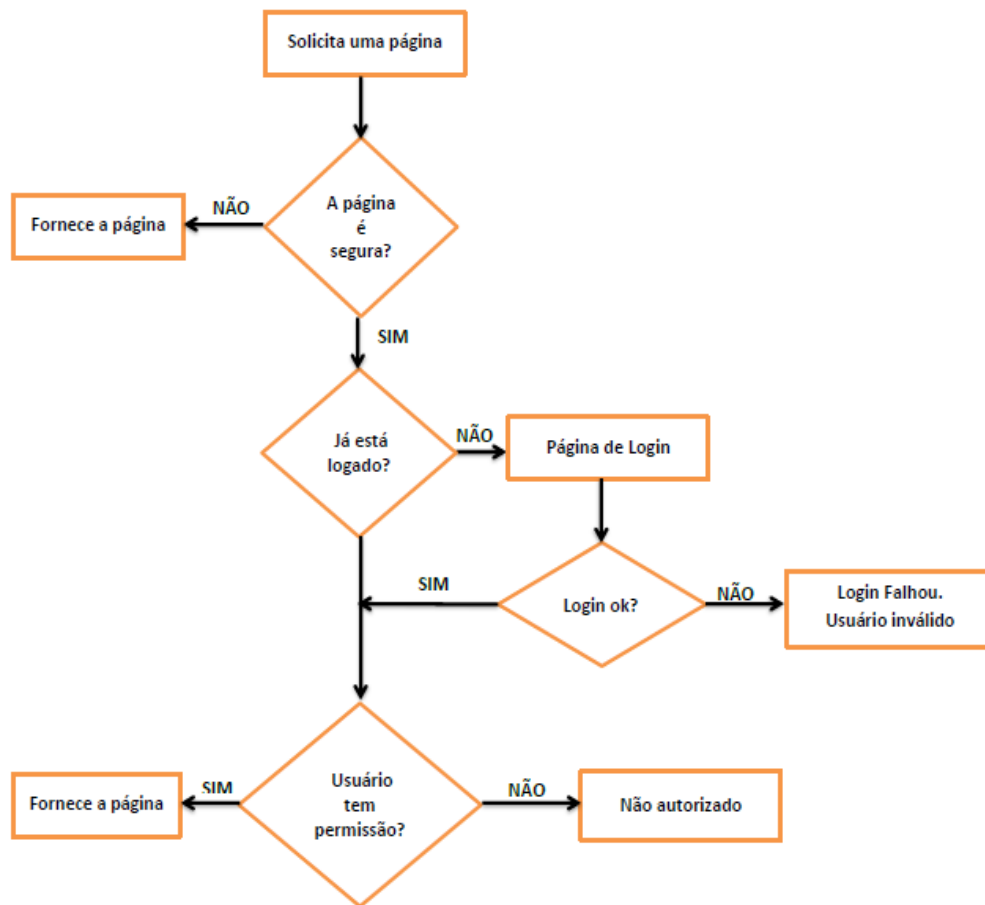 Solicita uma página
A página
é
segura?
NÃO
Fornece a página
SIM
Já está
logado?
NÃO
Página de Login
Login ok?
SIM
NÃO
Login Falhou.
Usuário inválido
Usuário
tem
permissão?
SIM
Fornece a página
NÃO
Não autorizado